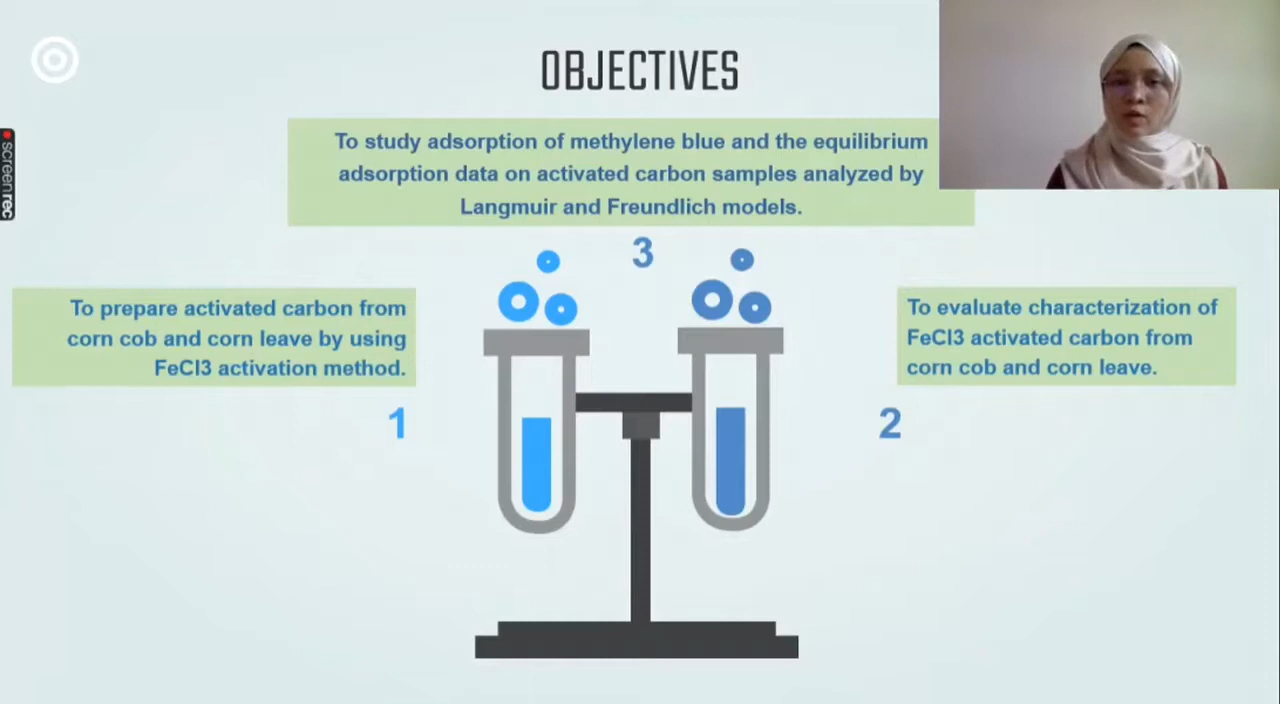 OBJECTIVES
To study adsorption of methylene blue and the equilibrium
adsorption data on activated carbon samples analyzed by
Langmuir and Freundlich models.
3
To prepare activated carbon from
corn cob and corn leave by using
FeCl3 activation method.
1
To evaluate characterization of
FeCl3 activated carbon from
corn cob and corn leave.
2
screenrec